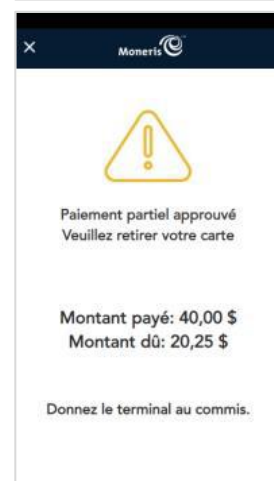 Moneris
Paiement partiel approuvé
Veuillez retirer votre carte
Montant payé: 40,00 $
Montant dû: 20,25 $
Donnez le terminal au commis.